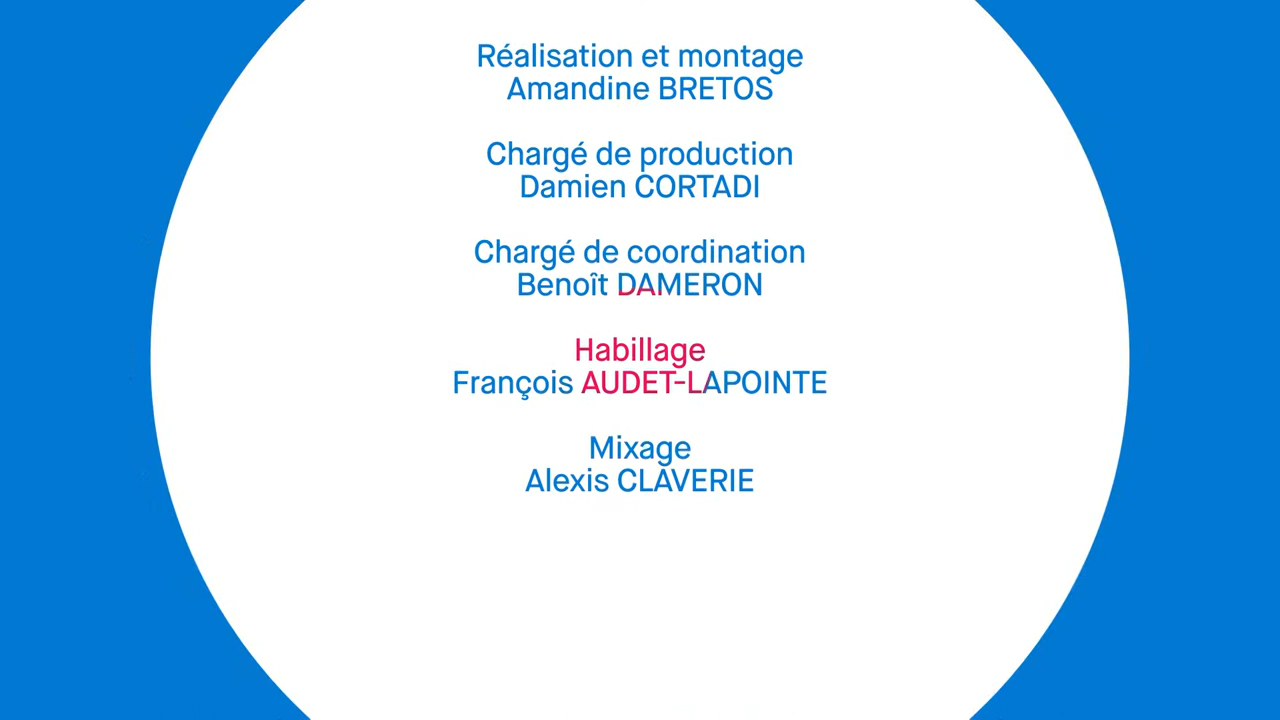 Réalisation et montage
Amandine BRETOS
Chargé de production
Damien CORTADI
Chargé de coordination
Benoît DAMERON
Habillage
François AUDET-LAPOINTE
Mixage
Alexis CLAVERIE